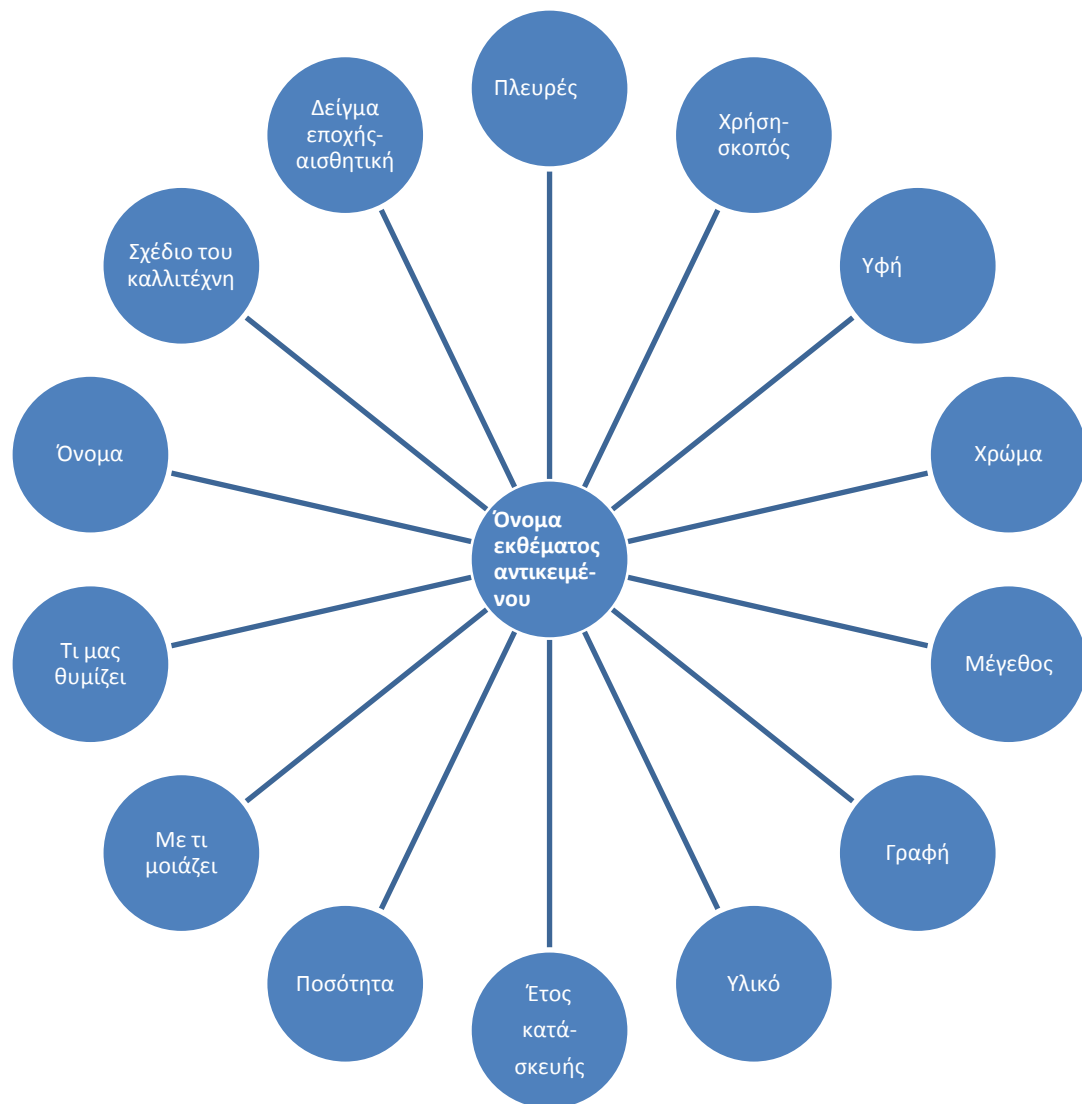 Πλευρές
Χρήση-
σκοπός
Υφή
Χρώμα
Μέγεθος
Γραφή
Υλικό
Έτος
κατά-
σκευής
Ποσότητα
Με τι
μοιάζει
Τι μας
θυμίζει
Όνομα
Σχέδιο του
καλλιτέχνη
Δείγμα
εποχής-
αισθητική
Όνομα
εκθέματος
αντικειμέ-
νου